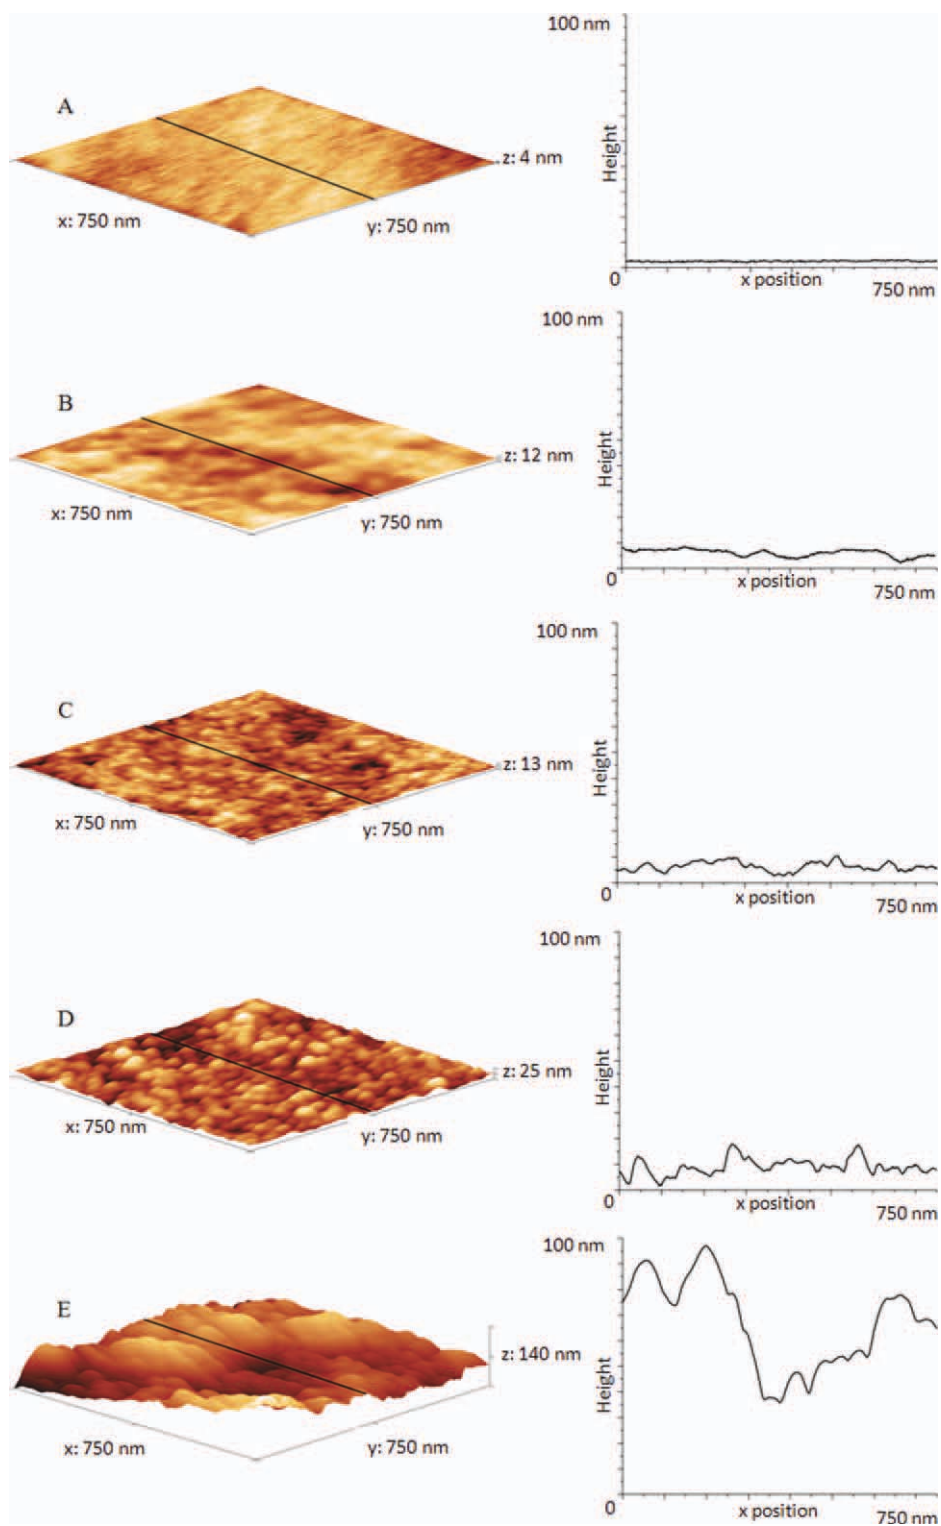 100 nm
A
z: 4 nm
Height
x: 750 nm
y: 750 nm
0
x position
750 nm
100 nm
B
z: 12 nm
Height
x: 750 nm
y: 750 nm
0
x position
750 nm
100 nm
C
z: 13 nm
Height
x: 750 nm
y: 750 nm
0
x position
750 nm
100 nm
D
z: 25 nm
Height
x: 750 nm
y: 750 nm
0
x position
750 nm
100 nm
E
z: 140 nm
Height
x: 750 nm
y: 750 nm
0
x position
750 nm